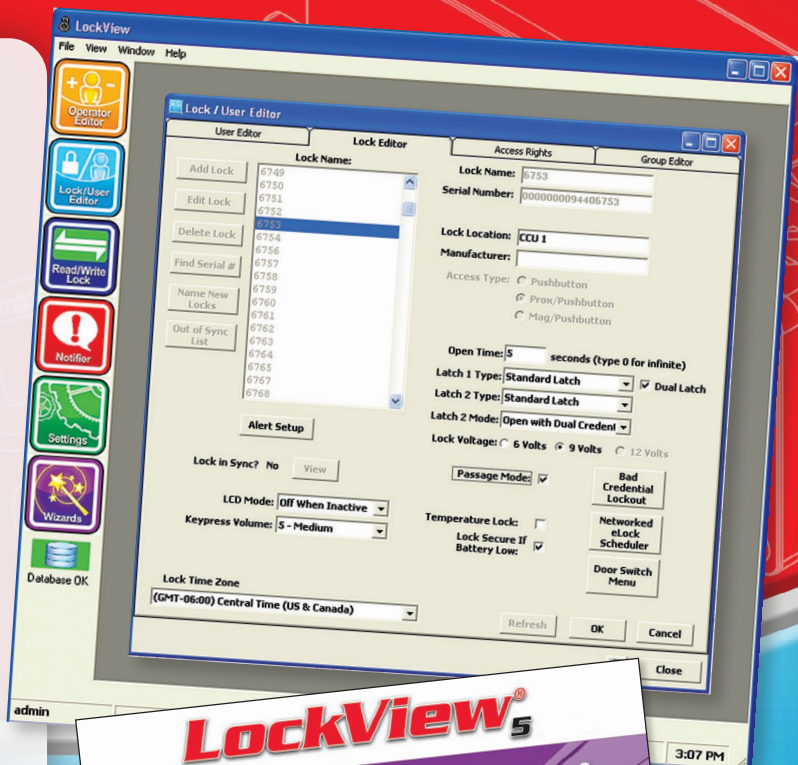 LockView
File View Window Help
Operator Editor
Lock/User Editor
Read/Write Lock
Notifier
Settings
Wizards
Database OK
Lock / User Editor
User Editor
Lock Editor
Access Rights
Group Editor
Add Lock
Edit Lock
Delete Lock
Find Serial #
Name New Locks
Out of Sync List
Lock Name:
6749
6750
6751
6752
6753
6754
6756
6757
6758
6759
6760
6761
6762
6763
6764
6765
6767
6768
Alert Setup
Lock in Sync? No View
LCD Mode: Off When Inactive
Keypress Volume: 5 - Medium
Lock Time Zone
(GMT-06:00) Central Time (US & Canada)
Lock Name: 6753
Serial Number: 0000000094406753
Lock Location: CCU 1
Manufacturer:
Access Type: Pushbutton
Prox/Pushbutton
Mag/Pushbutton
Open Time: 5 seconds (type 0 for infinite)
Latch 1 Type: Standard Latch Dual Latch
Latch 2 Type: Standard Latch
Latch 2 Mode: Open with Dual Credent
Lock Voltage: 6 Volts 9 Volts 12 Volts
Passage Mode:
Bad Credential Lockout
Temperature Lock:
Networked eLock Scheduler
Lock Secure If Battery Low:
Door Switch Menu
Refresh OK Cancel
Close
admin
3:07 PM
LockView® 5